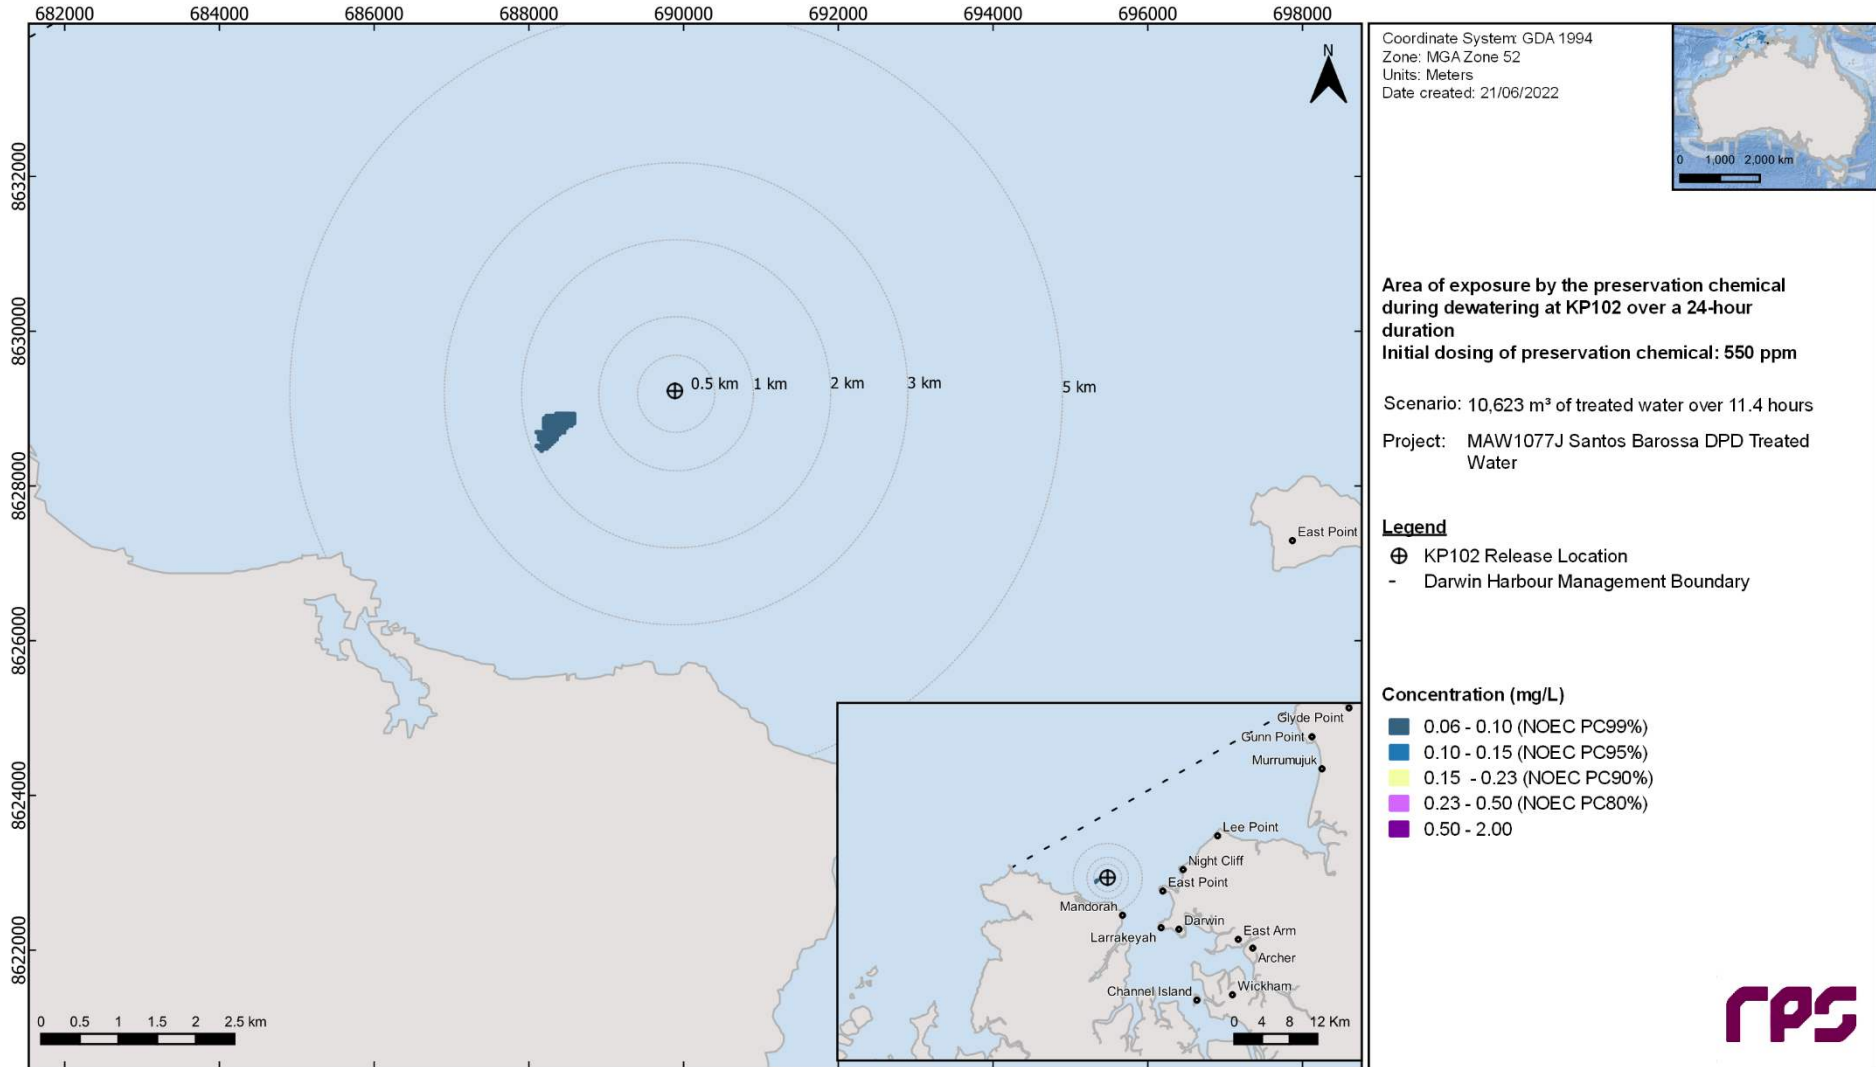 682000
684000
686000
688000
690000
692000
694000
696000
698000
8632000
8630000
8628000
8626000
8624000
8622000
N
0.5 km
1 km
2 km
3 km
5 km
East Point
0 0.5 1 1.5 2 2.5 km
Glyde Point
Gunn Point
Murrumujuk
Lee Point
Night Cliff
East Point
Mandorah
Darwin
Larrakeyah
East Arm
Archer
Channel Island
Wickham
0 4 8 12 Km
Coordinate System: GDA 1994
Zone: MGA Zone 52
Units: Meters
Date created: 21/06/2022
0 1,000 2,000 km
Area of exposure by the preservation chemical
during dewatering at KP102 over a 24-hour
duration
Initial dosing of preservation chemical: 550 ppm
Scenario: 10,623 m³ of treated water over 11.4 hours
Project: MAW1077J Santos Barossa DPD Treated
Water
Legend
KP102 Release Location
- Darwin Harbour Management Boundary
Concentration (mg/L)
0.06 - 0.10 (NOEC PC99%)
0.10 - 0.15 (NOEC PC95%)
0.15 - 0.23 (NOEC PC90%)
0.23 - 0.50 (NOEC PC80%)
0.50 - 2.00
rps